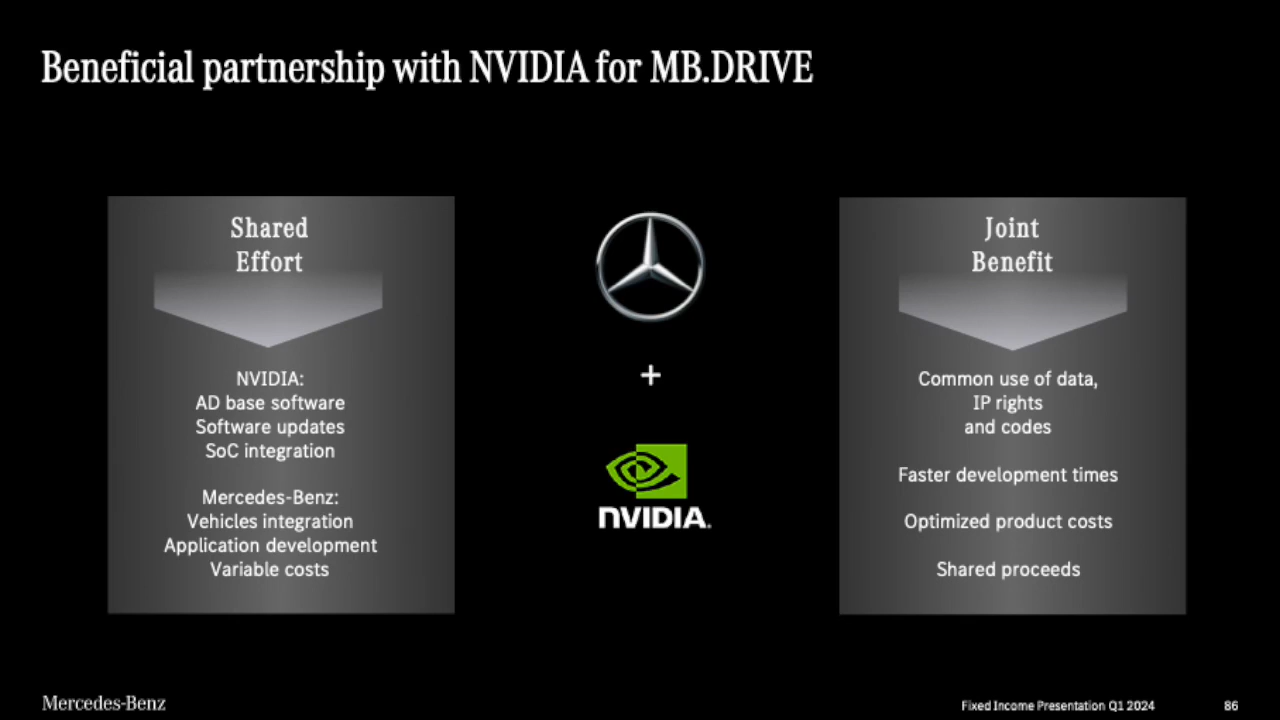 Beneficial partnership with NVIDIA for MB.DRIVE
Shared
Effort
NVIDIA:
AD base software
Software updates
SoC integration
Mercedes-Benz:
Vehicles integration
Application development
Variable costs
+
NVIDIA.
Joint
Benefit
Common use of data,
IP rights
and codes
Faster development times
Optimized product costs
Shared proceeds
Mercedes-Benz
Fixed Income Presentation Q1 2024
86